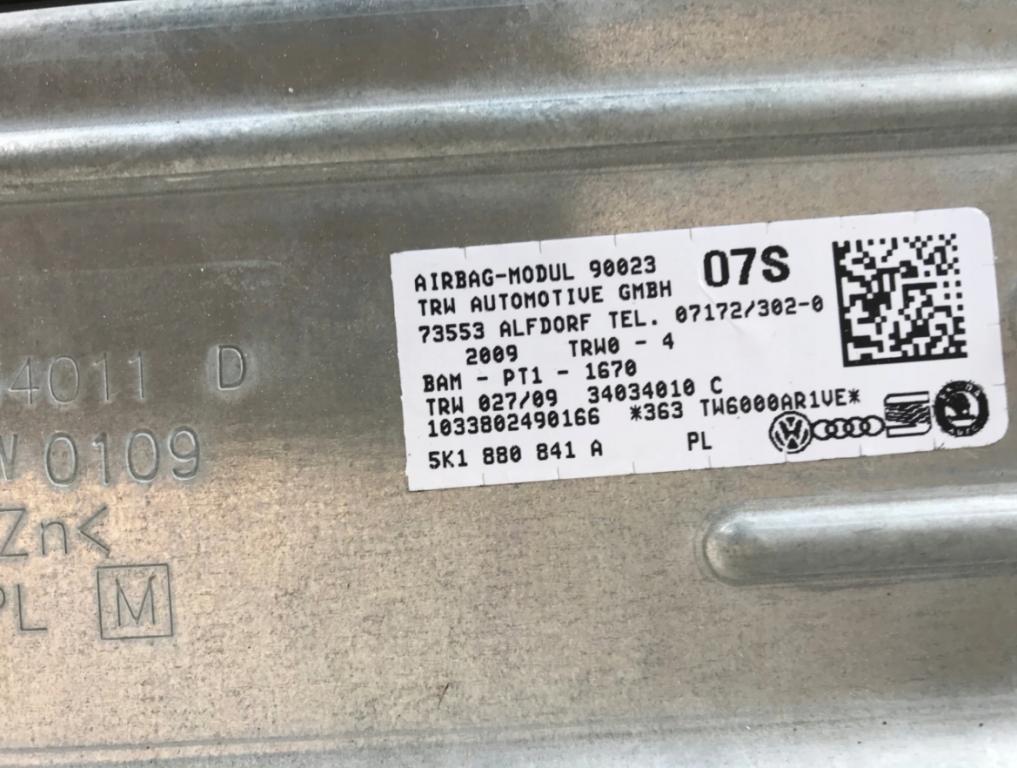 AIRBAG-MODUL 90023 07S
TRW AUTOMOTIVE GMBH
73553 ALFDORF TEL. 07172/302-0
2009 TRW0 - 4
BAM - PT1 - 1670
TRW 027/09 34034010 C
1033802490166 *363 TW6000AR1VE*
5K1 880 841 A PL
4011 D
0109
Zn<
PL M